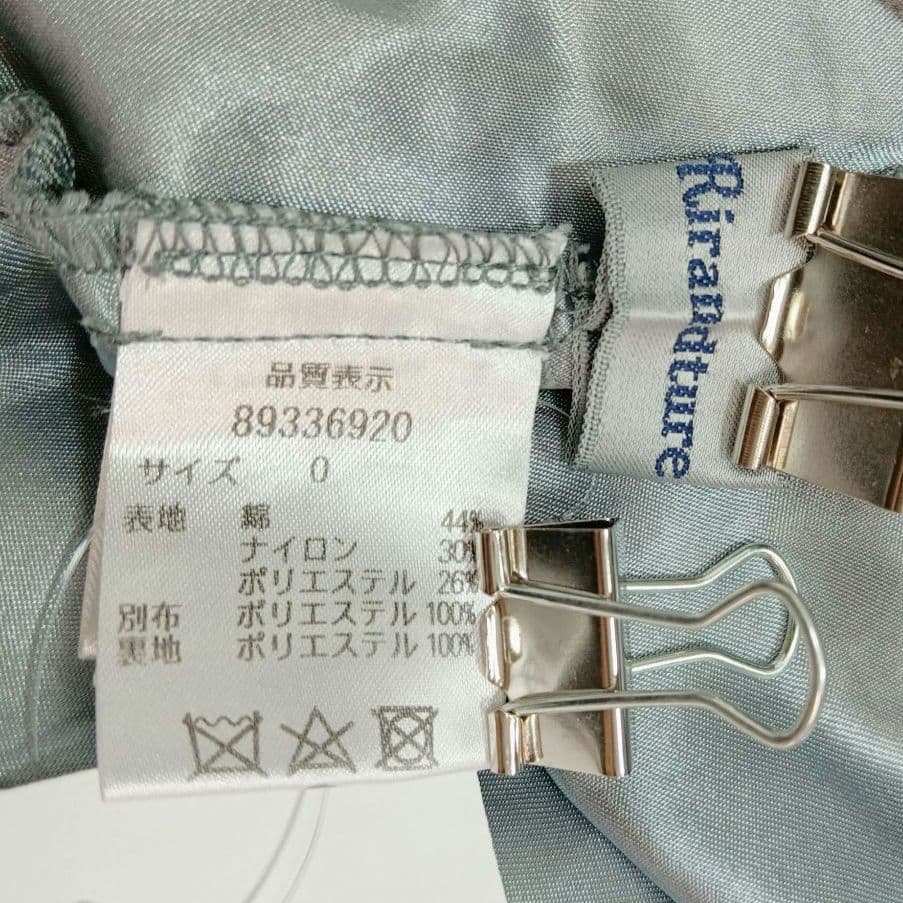 Rirandture
品質表示
89336920
サイズ 0
表地 綿 44%
ナイロン 30%
ポリエステル 26%
別布 ポリエステル 100%
裏地 ポリエステル 100%